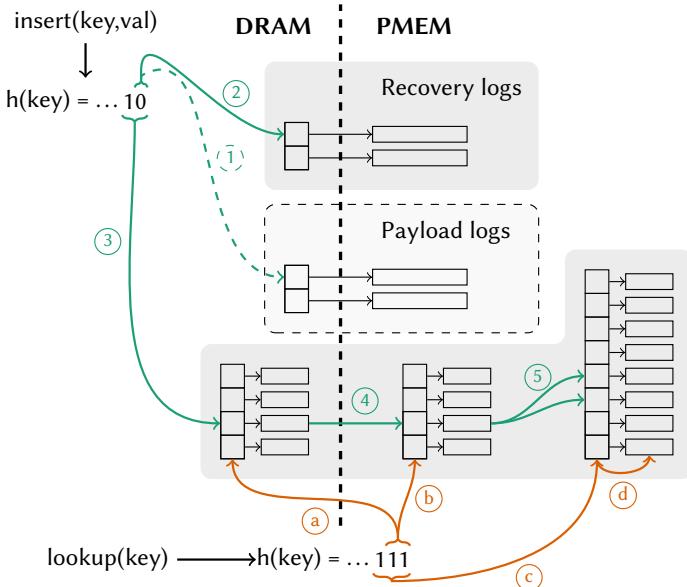 insert(key,val)
DRAM
PMEM
h(key) = … 10
2
Recovery logs
1
Payload logs
3
4
5
a
b
d
lookup(key)
h(key) = … 111
c